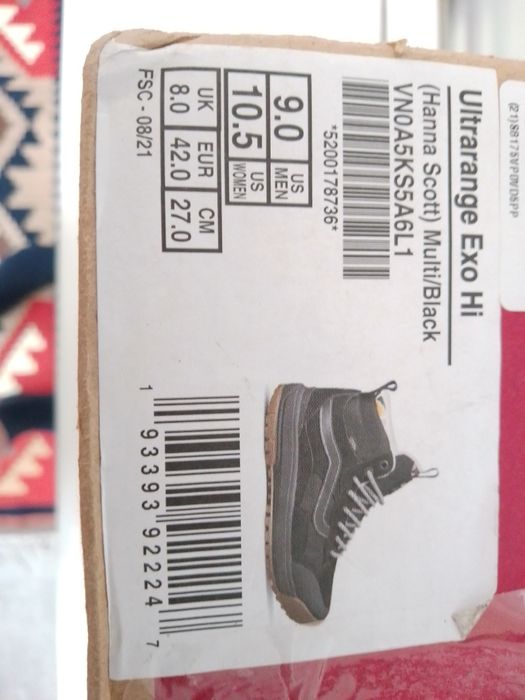 (21)SB175VP0VD5PP
Ultrarange Exo Hi
(Hanna Scott) Multi/Black
VN0A5KS5A6L1
*5200178736*
9.0 US MEN
10.5 US WOMEN
UK EUR CM
8.0 42.0 27.0
FSC - 08/21
1 93393 92224 7